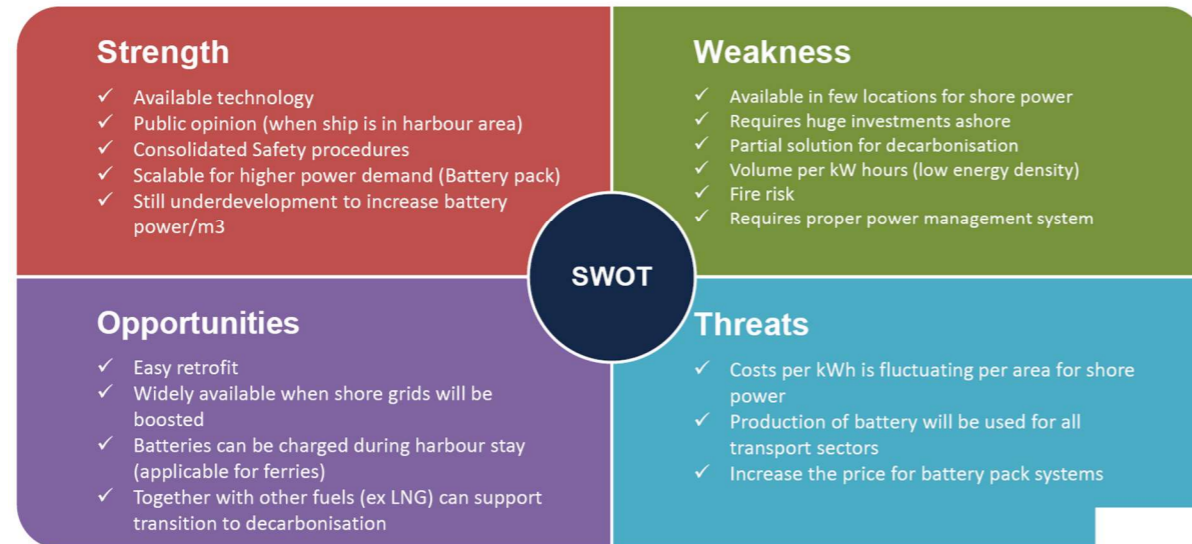 Strength
✓ Available technology
✓ Public opinion (when ship is in harbour area)
✓ Consolidated Safety procedures
✓ Scalable for higher power demand (Battery pack)
✓ Still underdevelopment to increase battery
power/m3
Weakness
✓ Available in few locations for shore power
✓ Requires huge investments ashore
✓ Partial solution for decarbonisation
✓ Volume per kW hours (low energy density)
✓ Fire risk
✓ Requires proper power management system
SWOT
Opportunities
✓ Easy retrofit
✓ Widely available when shore grids will be
boosted
✓ Batteries can be charged during harbour stay
(applicable for ferries)
✓ Together with other fuels (ex LNG) can support
transition to decarbonisation
Threats
✓ Costs per kWh is fluctuating per area for shore
power
✓ Production of battery will be used for all
transport sectors
✓ Increase the price for battery pack systems